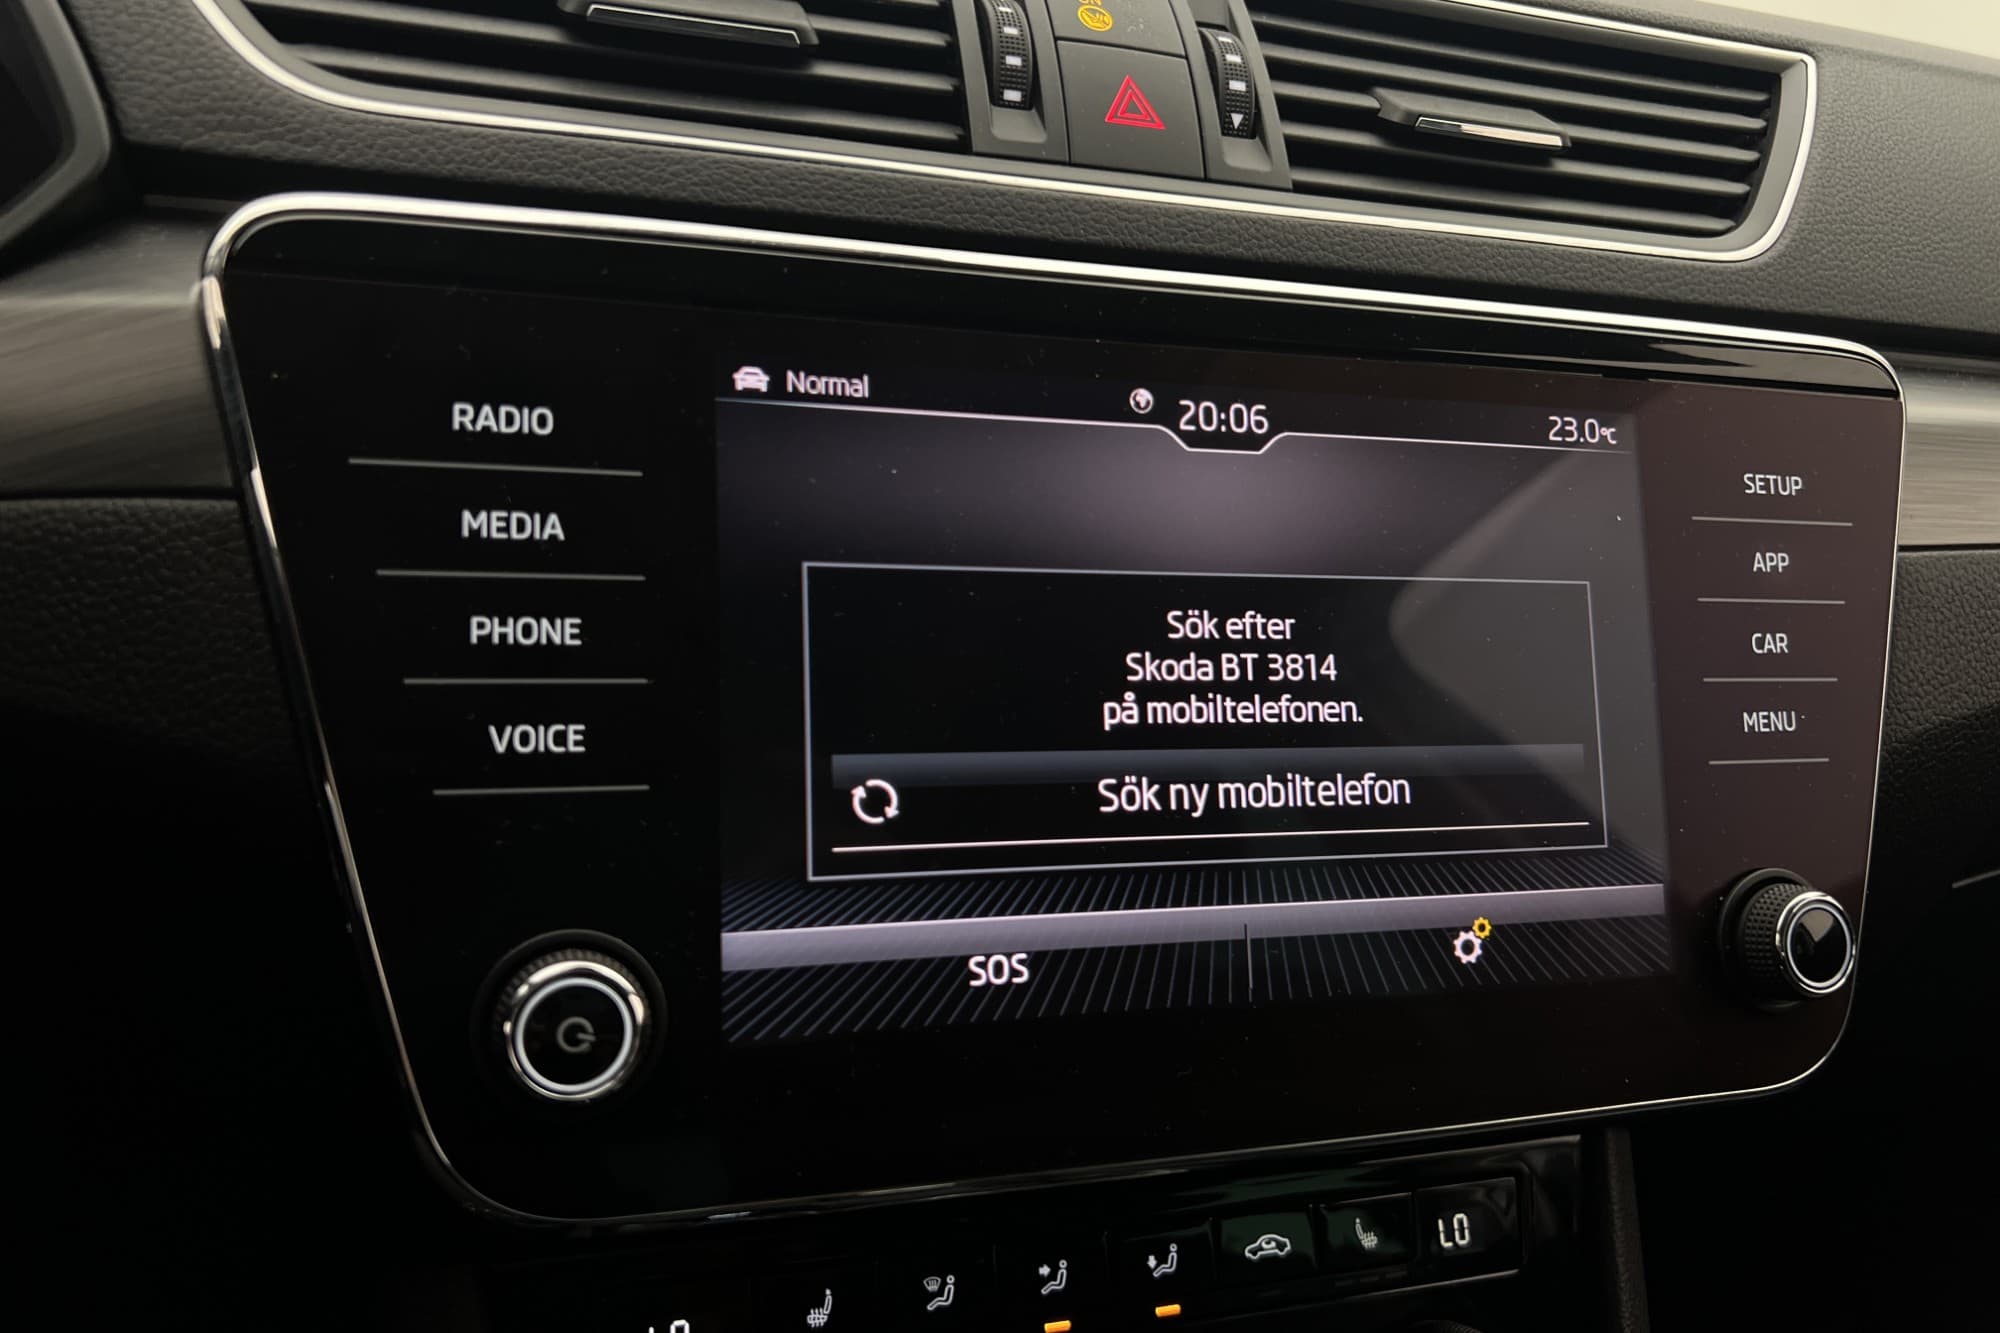 RADIO
MEDIA
PHONE
VOICE
Normal
20:06
23.0°C
Sök efter
Skoda BT 3814
på mobiltelefonen.
Sök ny mobiltelefon
SOS
SETUP
APP
CAR
MENU
LO
LO